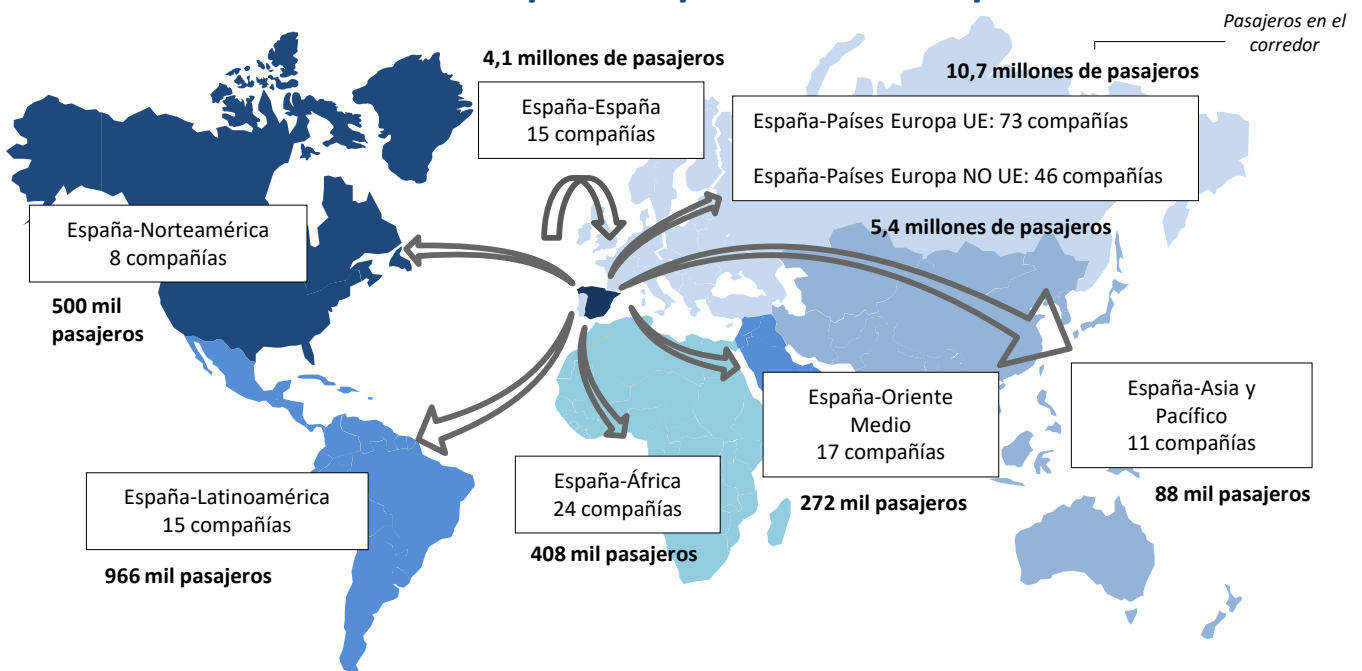 Pasajeros en el
corredor
4,1 millones de pasajeros
España-España
15 compañías
10,7 millones de pasajeros
España-Países Europa UE: 73 compañías
España-Países Europa NO UE: 46 compañías
5,4 millones de pasajeros
España-Norteamérica
8 compañías
500 mil
pasajeros
España-Oriente
Medio
17 compañías
272 mil pasajeros
España-Asia y
Pacífico
11 compañías
88 mil pasajeros
España-África
24 compañías
408 mil pasajeros
España-Latinoamérica
15 compañías
966 mil pasajeros